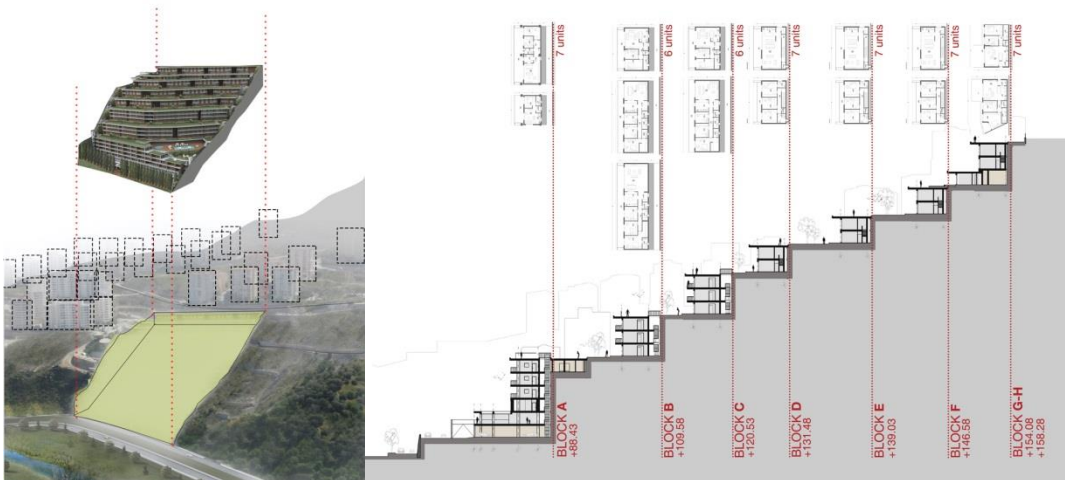 7 units
6 units
6 units
7 units
7 units
7 units
7 units
BLOCK A
+88.43
BLOCK B
+109.58
BLOCK C
+120.53
BLOCK D
+131.48
BLOCK E
+139.03
BLOCK F
+146.58
BLOCK G-H
+154.08
+158.28